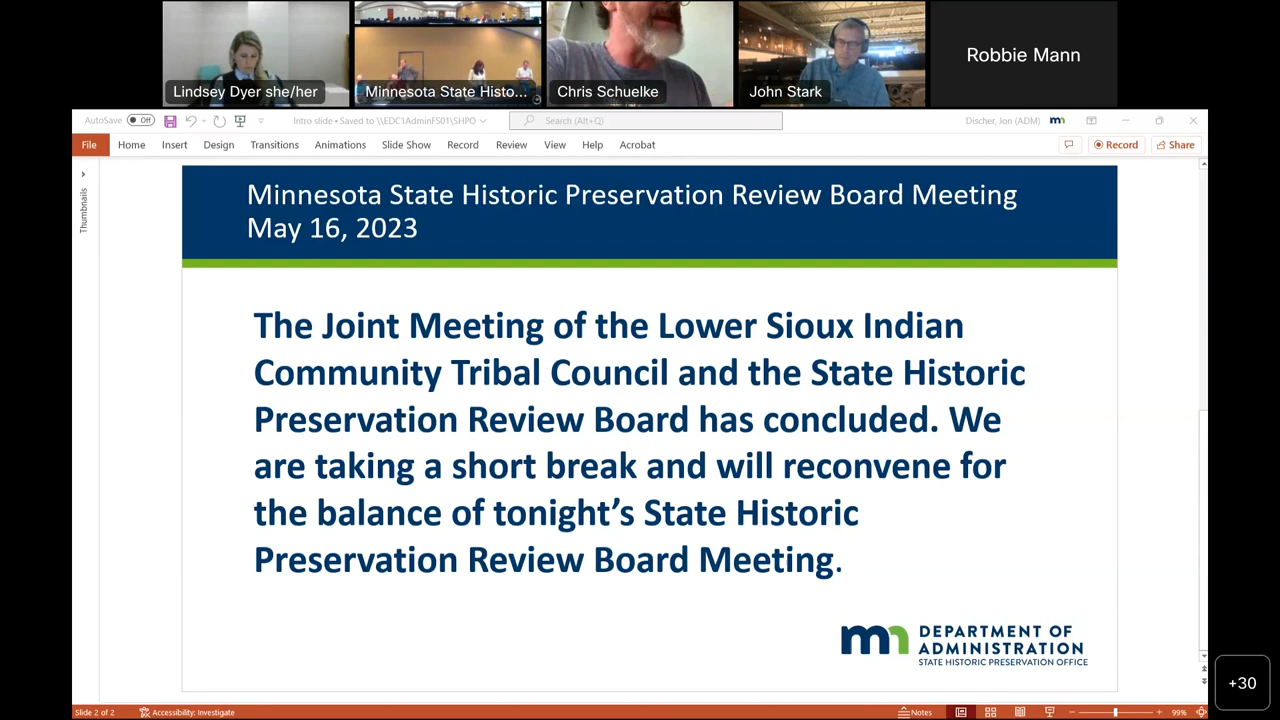 Lindsey Dyer she/her
Minnesota State Histo...
Chris Schuelke
John Stark
Robbie Mann
AutoSave Off
Intro slide • Saved to \\EDC1AdminFS01\SHPO
Search (Alt+Q)
Discher, Jon (ADM)
mn
File Home Insert Design Transitions Animations Slide Show Record Review View Help Acrobat
Record
Share
Thumbnails
Minnesota State Historic Preservation Review Board Meeting
May 16, 2023
The Joint Meeting of the Lower Sioux Indian
Community Tribal Council and the State Historic
Preservation Review Board has concluded. We
are taking a short break and will reconvene for
the balance of tonight’s State Historic
Preservation Review Board Meeting.
mn DEPARTMENT OF
ADMINISTRATION
STATE HISTORIC PRESERVATION OFFICE
+30
Slide 2 of 2
Accessibility: Investigate
Notes
99%